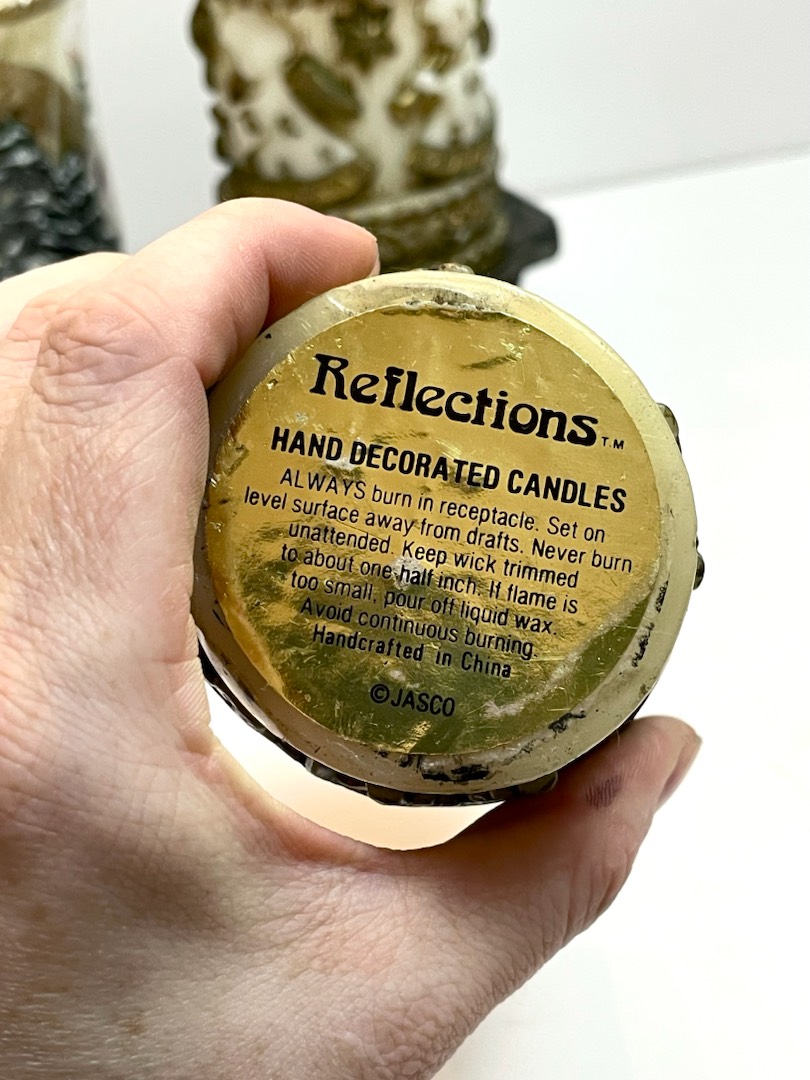 Reflections TM
HAND DECORATED CANDLES
ALWAYS burn in receptacle. Set on
level surface away from drafts. Never burn
unattended. Keep wick trimmed
to about one half inch. If flame is
too small, pour off liquid wax.
Avoid continuous burning.
Handcrafted in China
©JASCO